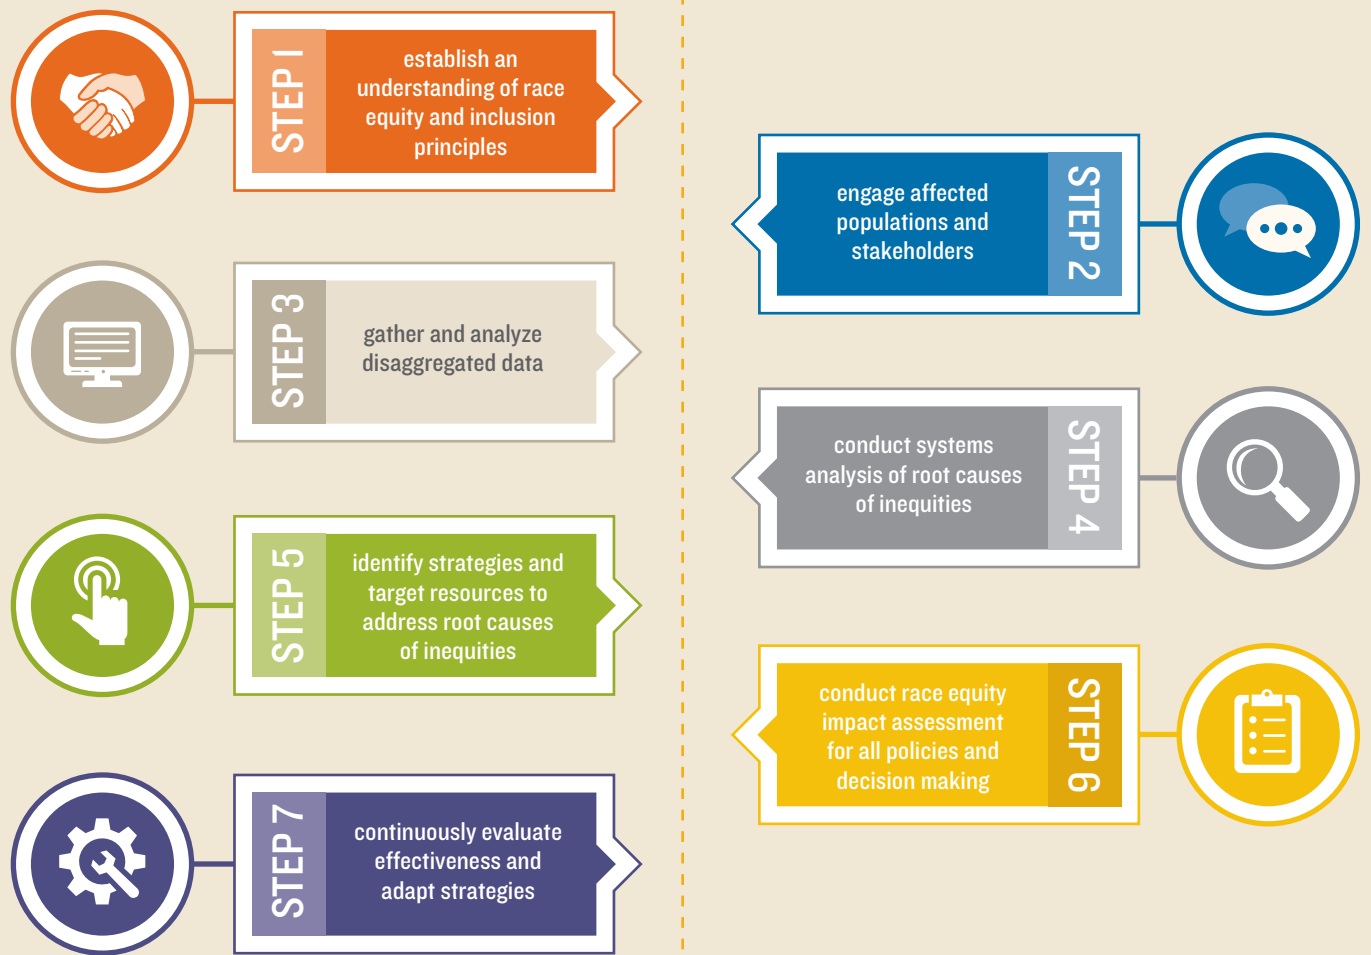 STEP 1
establish an
understanding of race
equity and inclusion
principles
STEP 2
engage affected
populations and
stakeholders
STEP 3
gather and analyze
disaggregated data
STEP 4
conduct systems
analysis of root causes
of inequities
STEP 5
identify strategies and
target resources to
address root causes
of inequities
STEP 6
conduct race equity
impact assessment
for all policies and
decision making
STEP 7
continuously evaluate
effectiveness and
adapt strategies